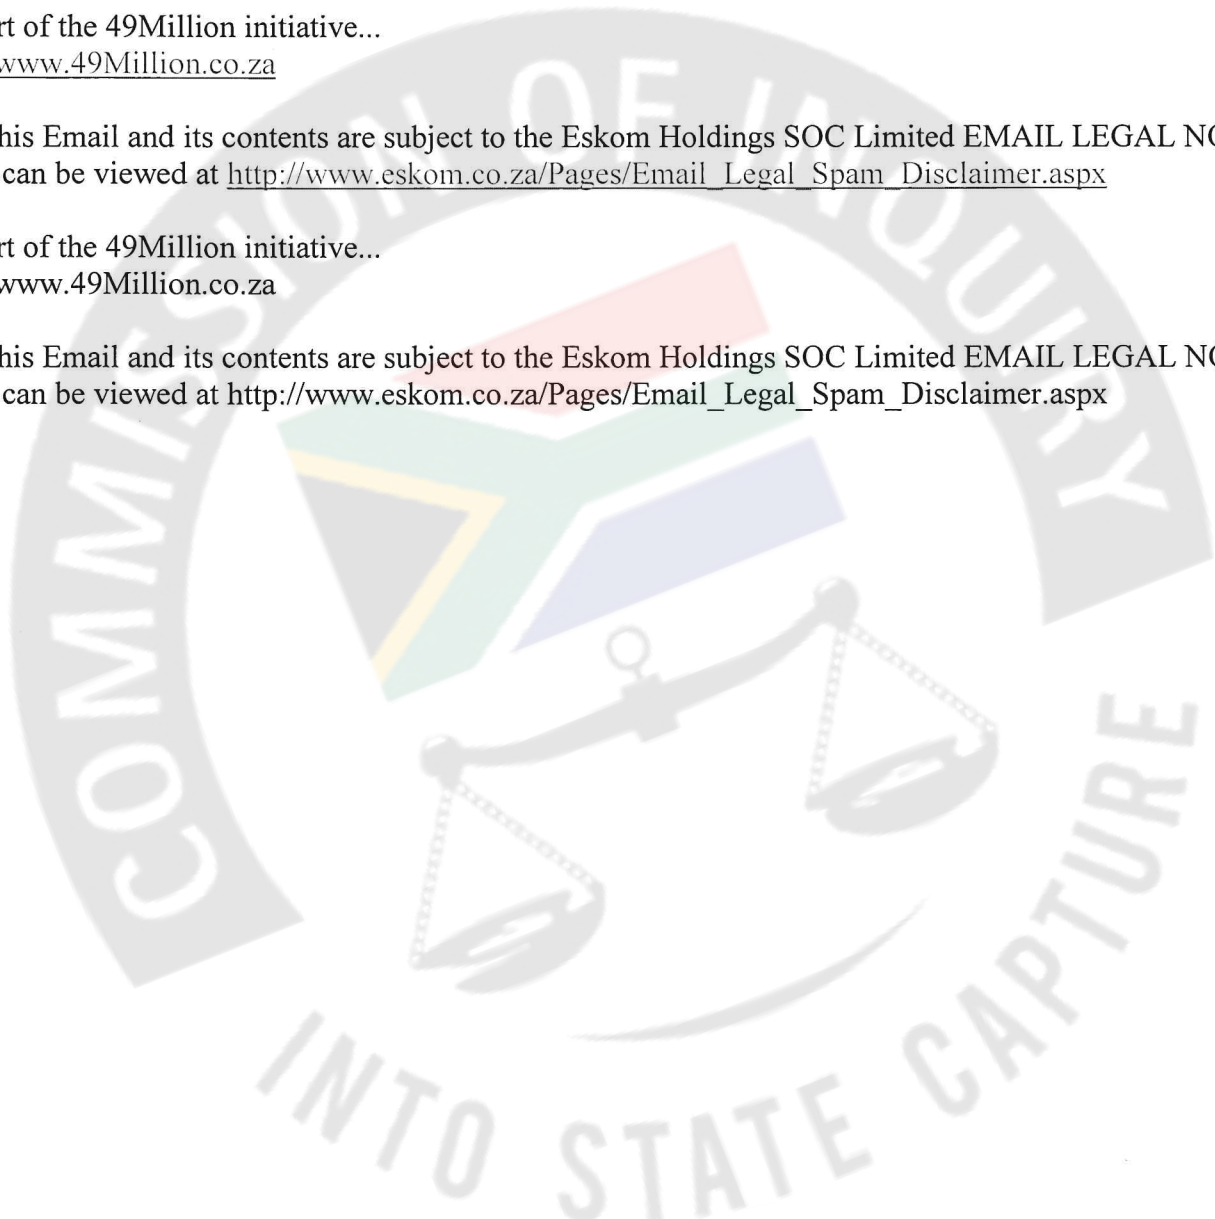 rt of the 49Million initiative...
www.49Million.co.za
his Email and its contents are subject to the Eskom Holdings SOC Limited EMAIL LEGAL NO
can be viewed at http://www.eskom.co.za/Pages/Email_Legal_Spam_Disclaimer.aspx
rt of the 49Million initiative...
www.49Million.co.za
his Email and its contents are subject to the Eskom Holdings SOC Limited EMAIL LEGAL NO
can be viewed at http://www.eskom.co.za/Pages/Email_Legal_Spam_Disclaimer.aspx
COMMISSION OF INQUIRY
INTO STATE CAPTURE